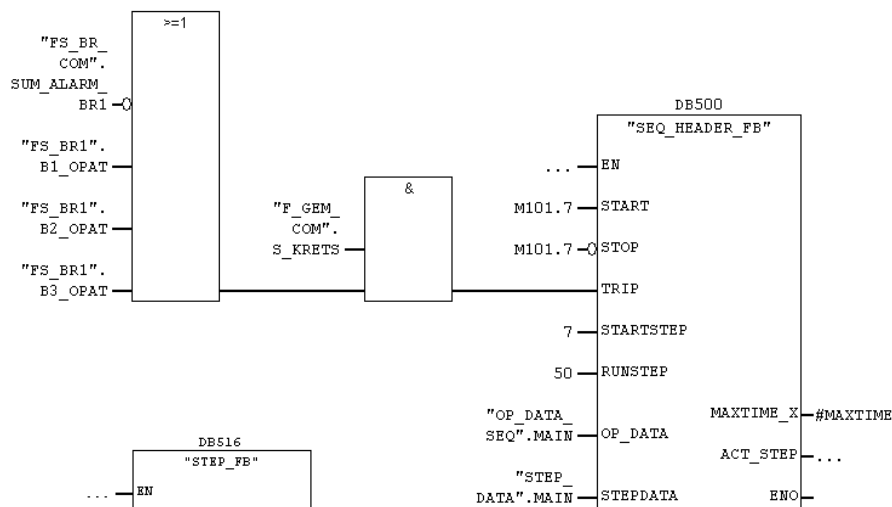 >=1
"FS_BR_
COM".
SUM_ALARM_
BR1
"FS_BR1".
B1_OPAT
"FS_BR1".
B2_OPAT
"FS_BR1".
B3_OPAT
&
"F_GEM_
COM".
S_KRETS
DB500
"SEQ_HEADER_FB"
... EN
M101.7 START
M101.7 STOP
TRIP
7 STARTSTEP
50 RUNSTEP
MAXTIME_X #MAXTIME
"OP_DATA_
SEQ".MAIN OP_DATA
ACT_STEP ...
"STEP_
DATA".MAIN STEPDATA ENO
DB516
"STEP_FB"
... EN